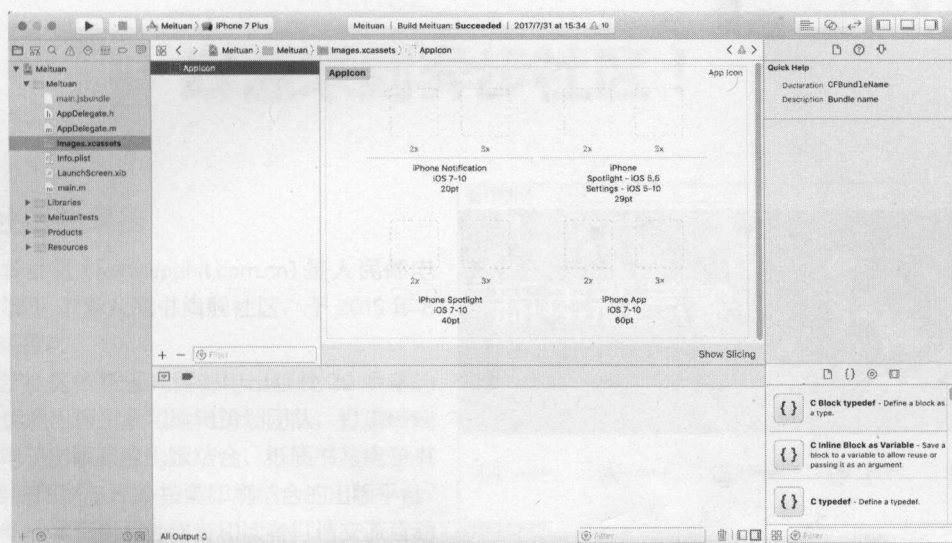 Meituan
iPhone 7 Plus
Meituan | Build Meituan: Succeeded | 2017/7/31 at 15:34
10
Meituan
Meituan
Images.xcassets
AppIcon
Meituan
Meituan
main.jsbundle
AppDelegate.h
AppDelegate.m
Images.xcassets
Info.plist
LaunchScreen.xib
main.m
Libraries
MeituanTests
Products
Resources
AppIcon
AppIcon
App Icon
2x 3x
iPhone Notification
iOS 7-10
20pt
2x 3x
iPhone
Spotlight - iOS 5,6
Settings - iOS 5-10
29pt
2x 3x
iPhone Spotlight
iOS 7-10
40pt
2x 3x
iPhone App
iOS 7-10
60pt
Filter
Show Slicing
Quick Help
Declaration CFBundleName
Description Bundle name
{} C Block typedef - Define a block as
a type.
{} C Inline Block as Variable - Save a
block to a variable to allow reuse or
passing it as an argument.
{} C typedef - Define a typedef.
All Output
Filter
Filter